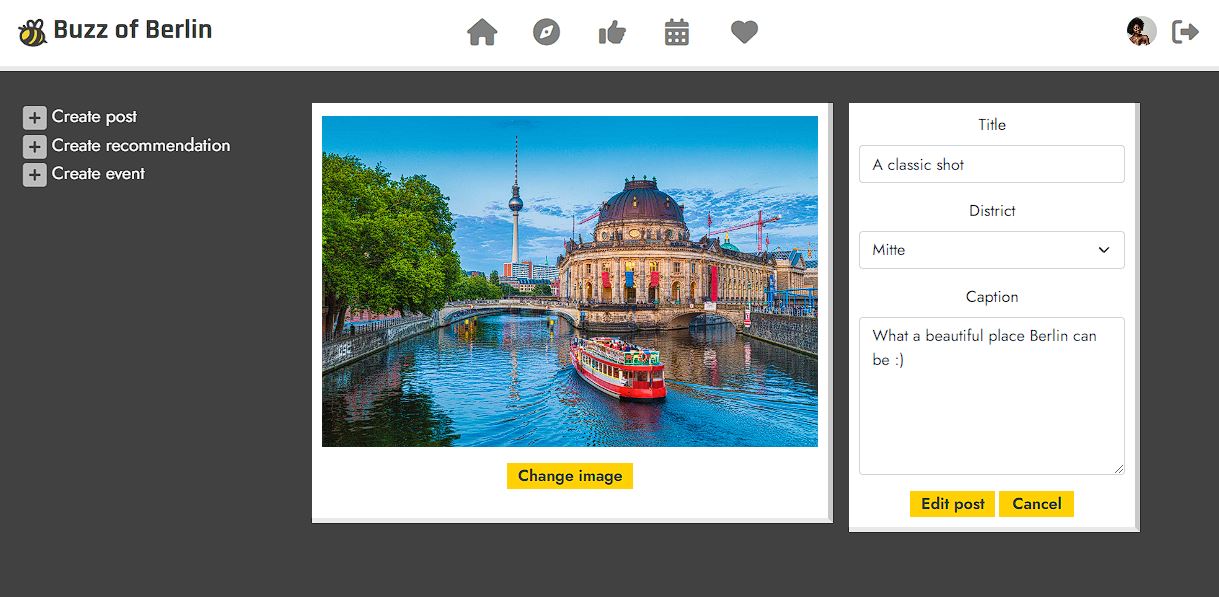 Buzz of Berlin
Create post
Create recommendation
Create event
Change image
Title
A classic shot
District
Mitte
Caption
What a beautiful place Berlin can
be :)
Edit post
Cancel